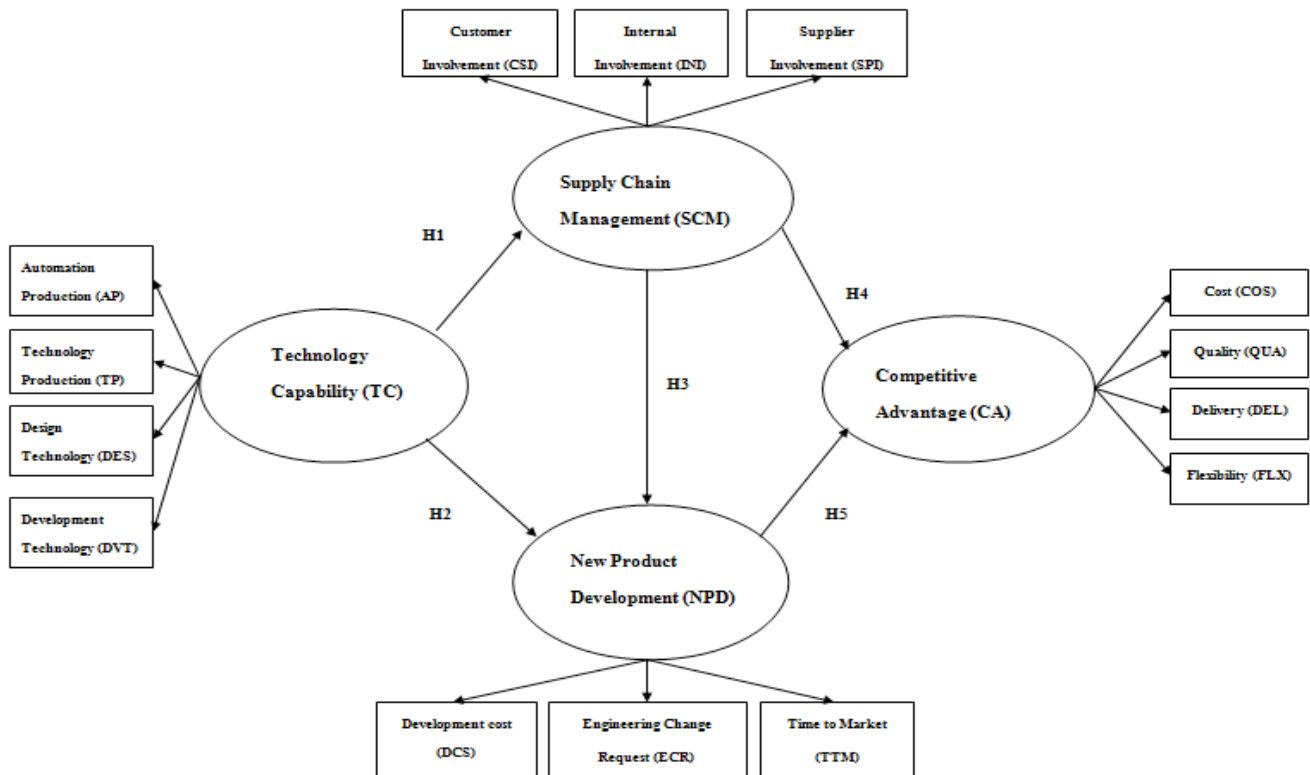 Customer
Involvement (CSI)
Internal
Involvement (INI)
Supplier
Involvement (SPI)
Supply Chain
Management (SCM)
H1
Automation
Production (AP)
Technology
Production (TP)
Design
Technology (DES)
Development
Technology (DVT)
Technology
Capability (TC)
H3
H4
Competitive
Advantage (CA)
Cost (COS)
Quality (QUA)
Delivery (DEL)
Flexibility (FLX)
H2
H5
New Product
Development (NPD)
Development cost
(DCS)
Engineering Change
Request (ECR)
Time to Market
(TTM)